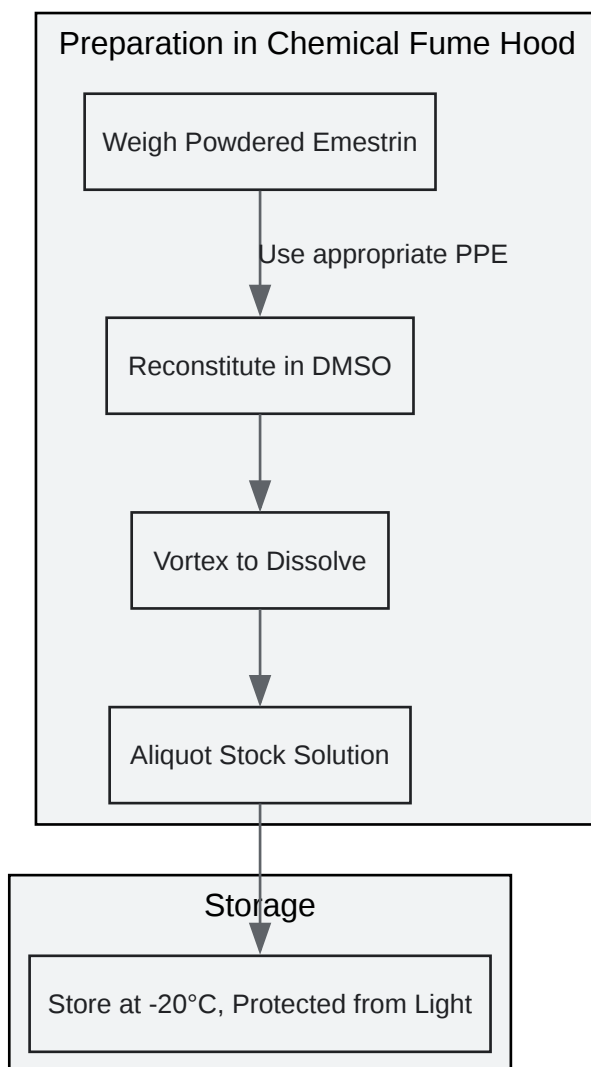 Preparation in Chemical Fume Hood
Weigh Powdered Emestrin
Use appropriate PPE
Reconstitute in DMSO
Vortex to Dissolve
Aliquot Stock Solution
Storage
Store at -20°C, Protected from Light